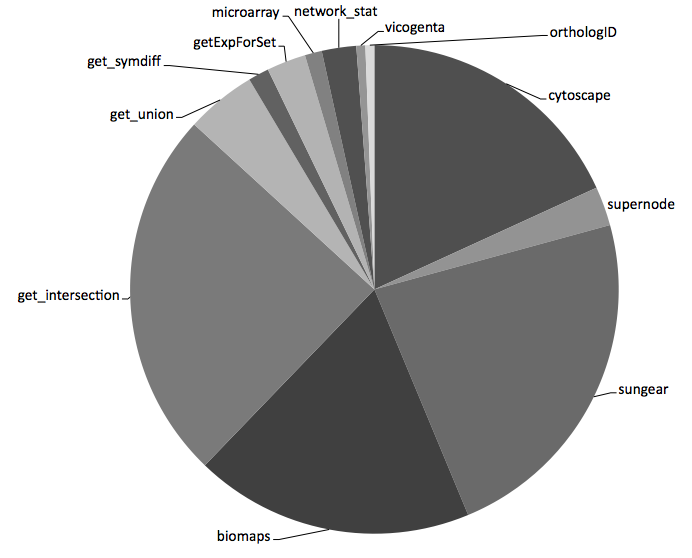 microarray
network_stat
vicogenta
orthologID
getExpForSet
get_symdiff
cytoscape
get_union
supernode
get_intersection
sungear
biomaps